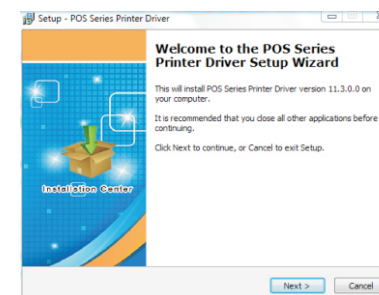 Setup - POS Series Printer Driver
Welcome to the POS Series
Printer Driver Setup Wizard
This will install POS Series Printer Driver version 11.3.0.0 on
your computer.
It is recommended that you close all other applications before
continuing.
Click Next to continue, or Cancel to exit Setup.
Installation Center
Next >
Cancel